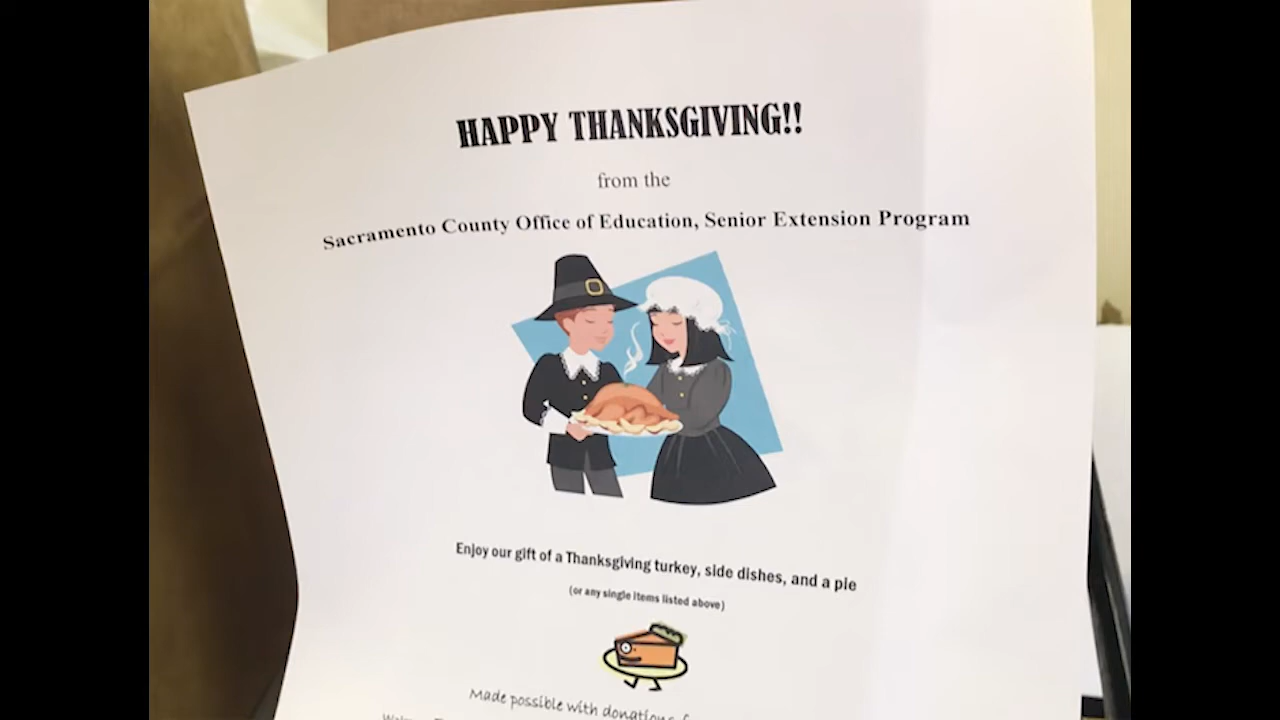 HAPPY THANKSGIVING!!
from the
Sacramento County Office of Education, Senior Extension Program
Enjoy our gift of a Thanksgiving turkey, side dishes, and a pie
(or any single items listed above)
Made possible with donations